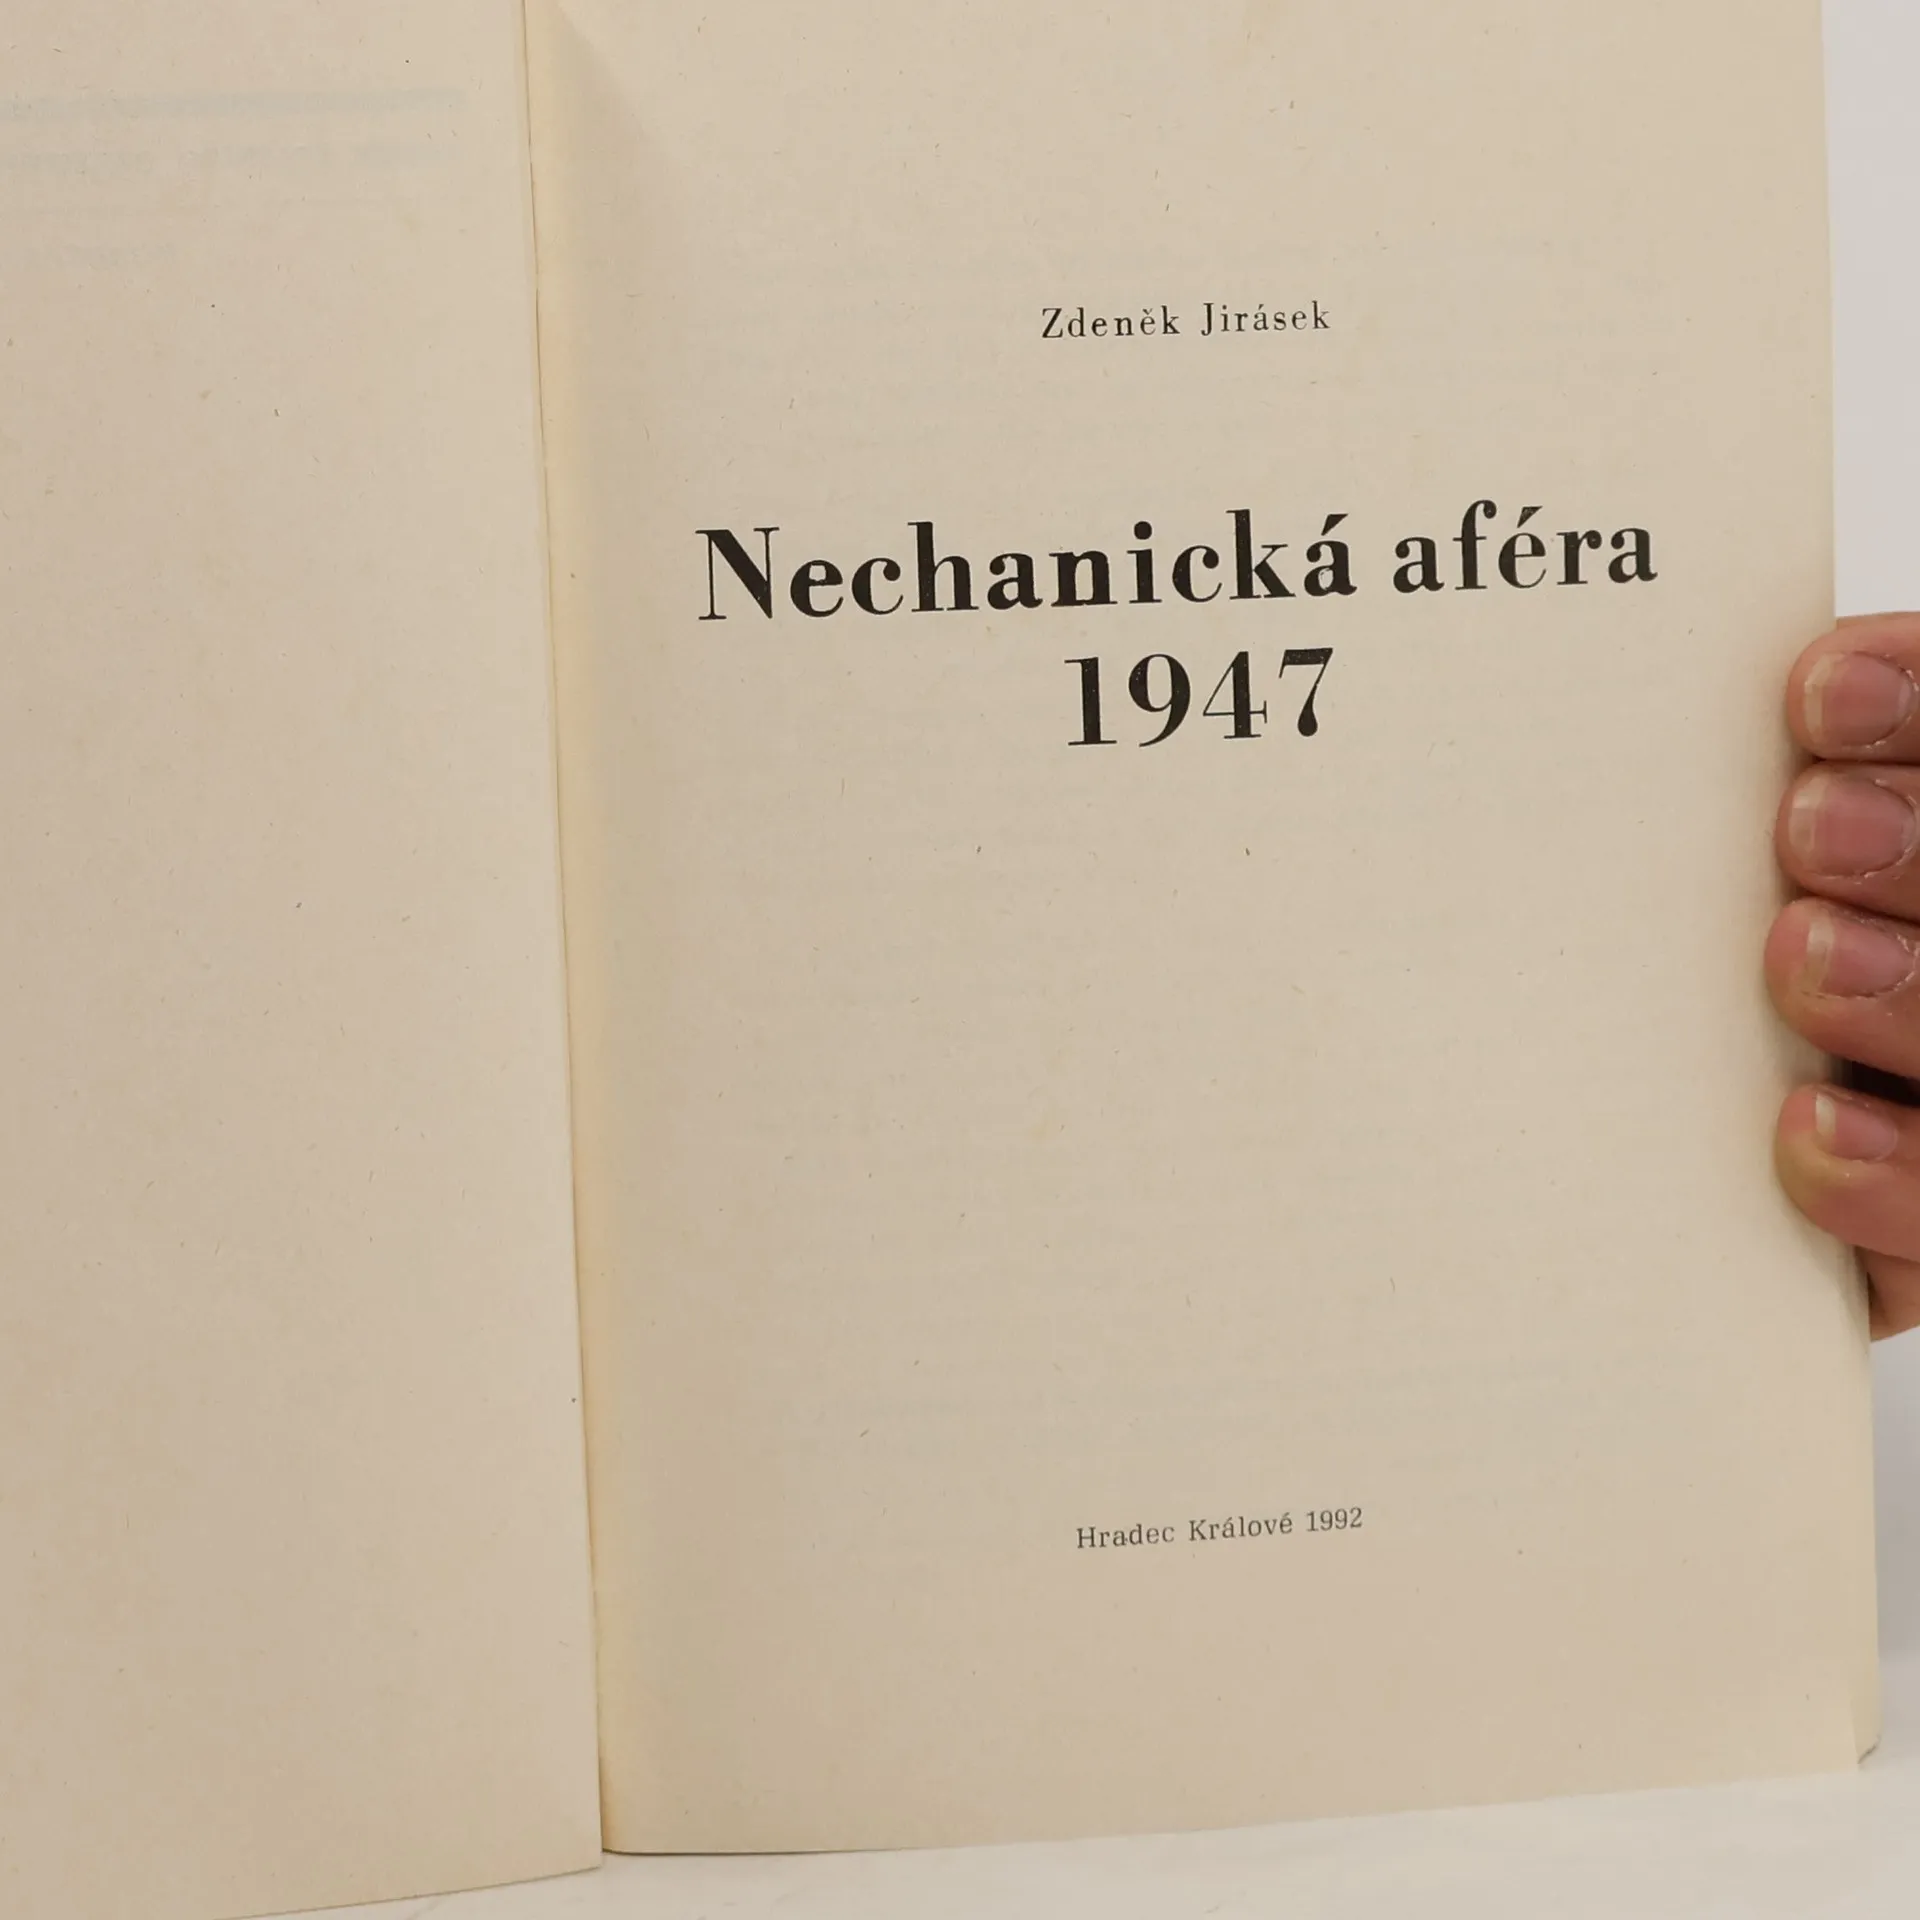 Zdeněk Jirásek
Nechanická aféra
1947
Hradec Králové 1992